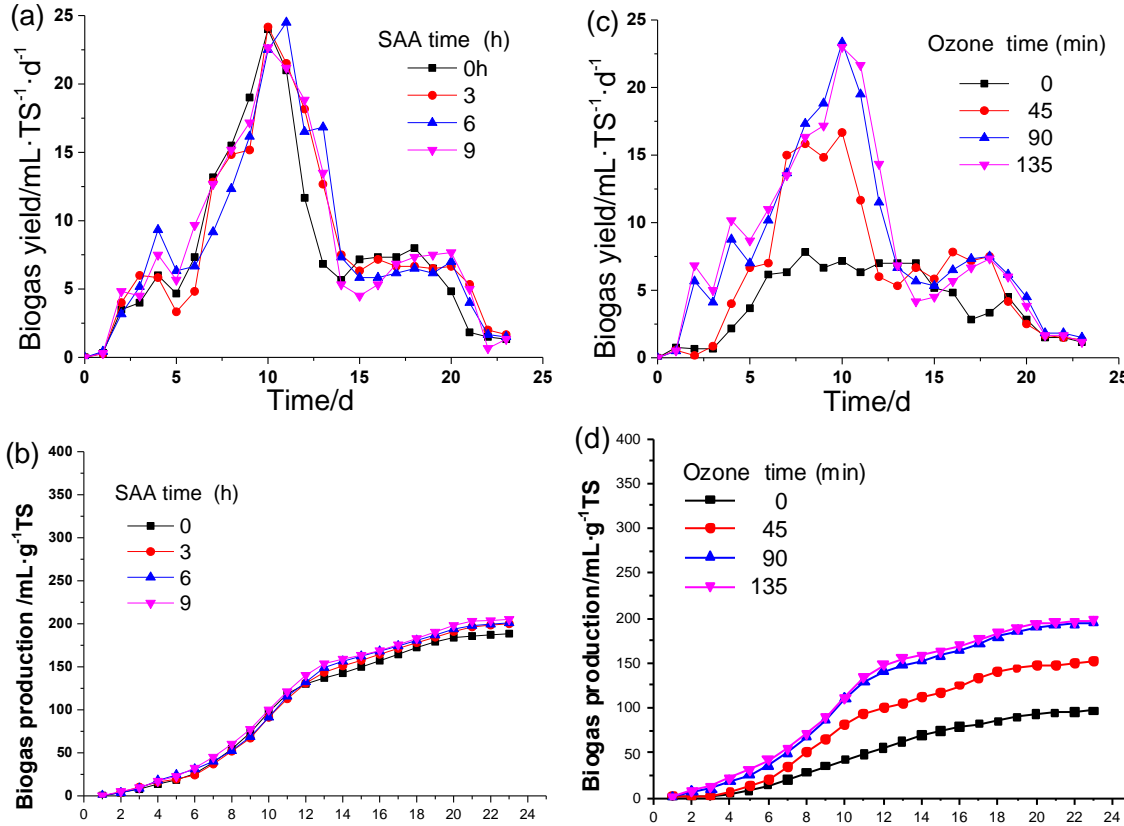 (a)
Biogas yield/mL·TS⁻¹·d⁻¹
25
20
15
10
5
0
SAA time (h)
0h
3
6
9
0 5 10 15 20 25
Time/d
(c)
Biogas yield/mL·TS⁻¹·d⁻¹
25
20
15
10
5
0
Ozone time (min)
0
45
90
135
0 5 10 15 20 25
Time/d
(b)
Biogas production /mL·g⁻¹TS
400
350
300
250
200
150
100
50
0
SAA time (h)
0
3
6
9
0 2 4 6 8 10 12 14 16 18 20 22 24
(d)
Biogas production/mL·g⁻¹TS
400
350
300
250
200
150
100
50
0
Ozone time (min)
0
45
90
135
0 2 4 6 8 10 12 14 16 18 20 22 24